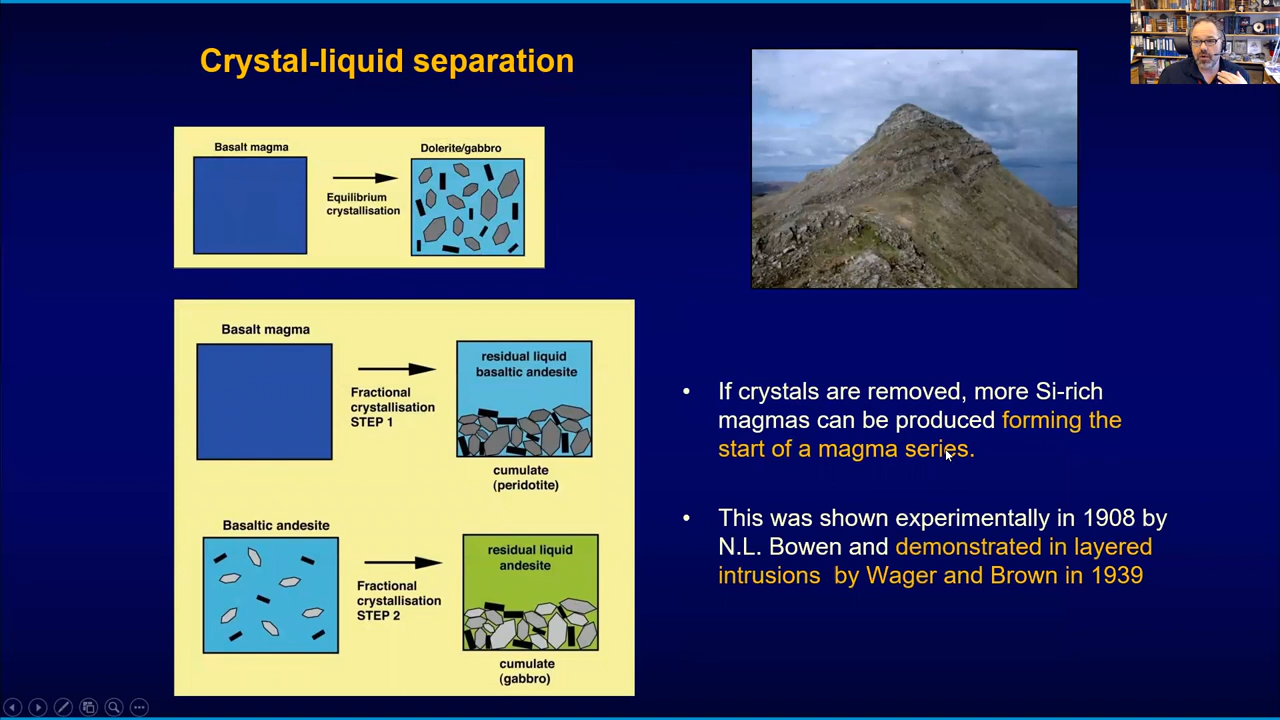 Crystal-liquid separation
Basalt magma
Equilibrium
crystallisation
Dolerite/gabbro
Basalt magma
Fractional
crystallisation
STEP 1
residual liquid
basaltic andesite
cumulate
(peridotite)
Basaltic andesite
Fractional
crystallisation
STEP 2
residual liquid
andesite
cumulate
(gabbro)
• If crystals are removed, more Si-rich
magmas can be produced forming the
start of a magma series.
• This was shown experimentally in 1908 by
N.L. Bowen and demonstrated in layered
intrusions by Wager and Brown in 1939